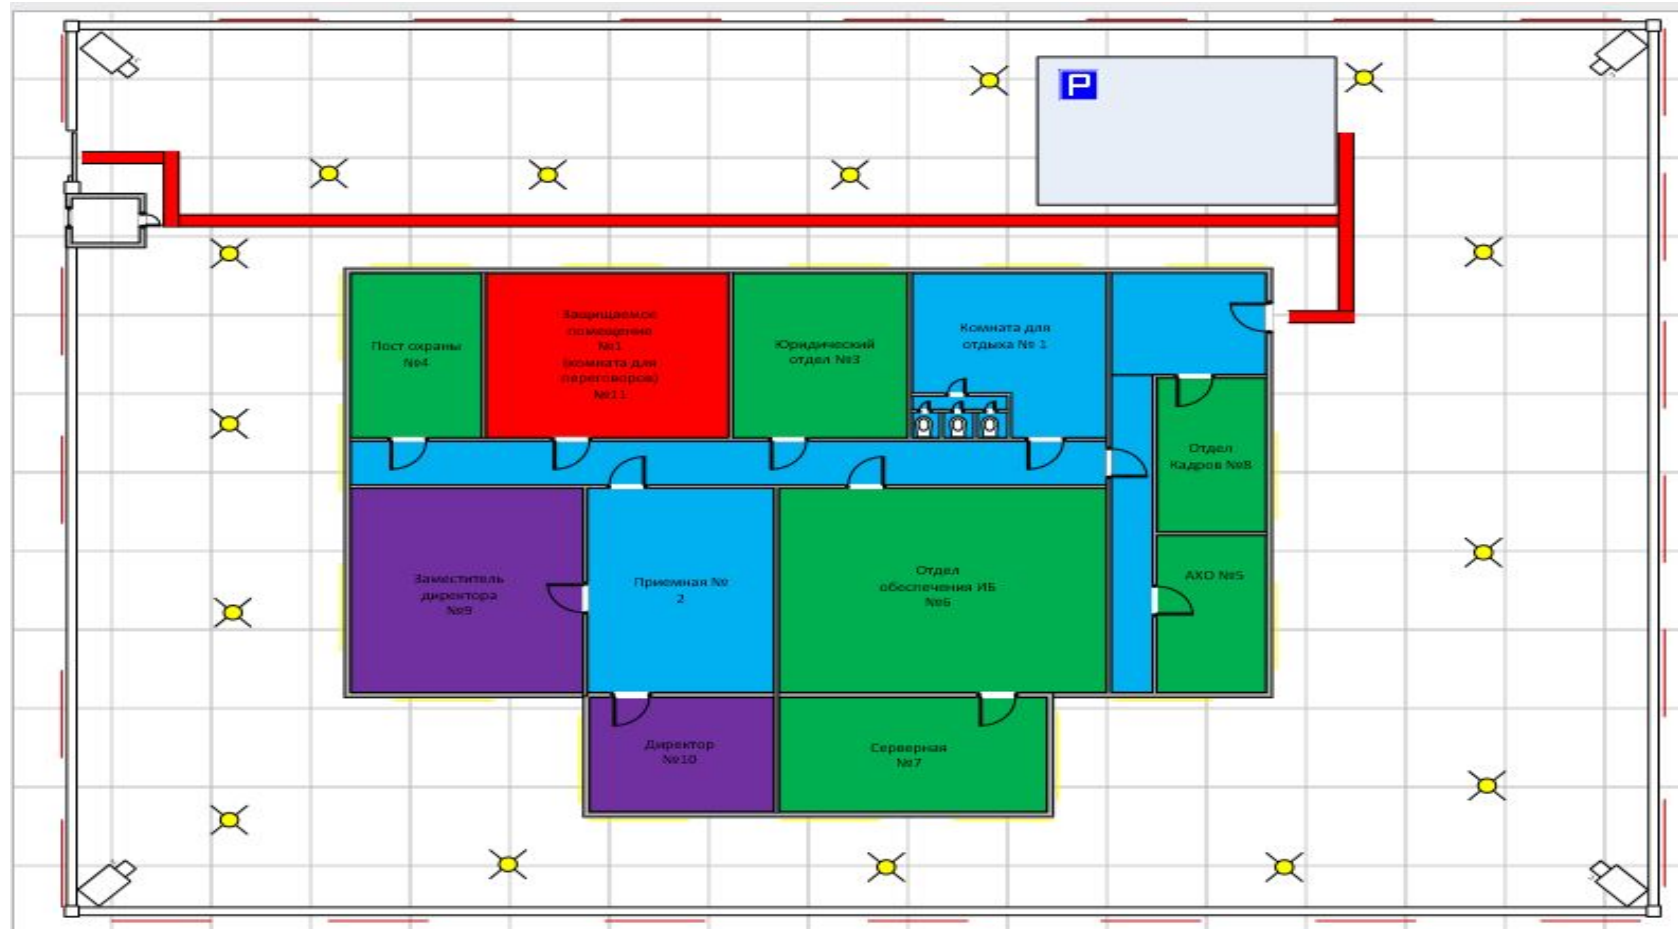 P
Пост охраны
№4
Защищаемое
помещение
№1
(комната для
переговоров)
№11
Юридический
отдел №3
Комната для
отдыха № 1
Отдел
Кадров №8
Заместитель
директора
№9
Приемная №
2
Отдел
обеспечения ИБ
№6
АХО №5
Директор
№10
Серверная
№7